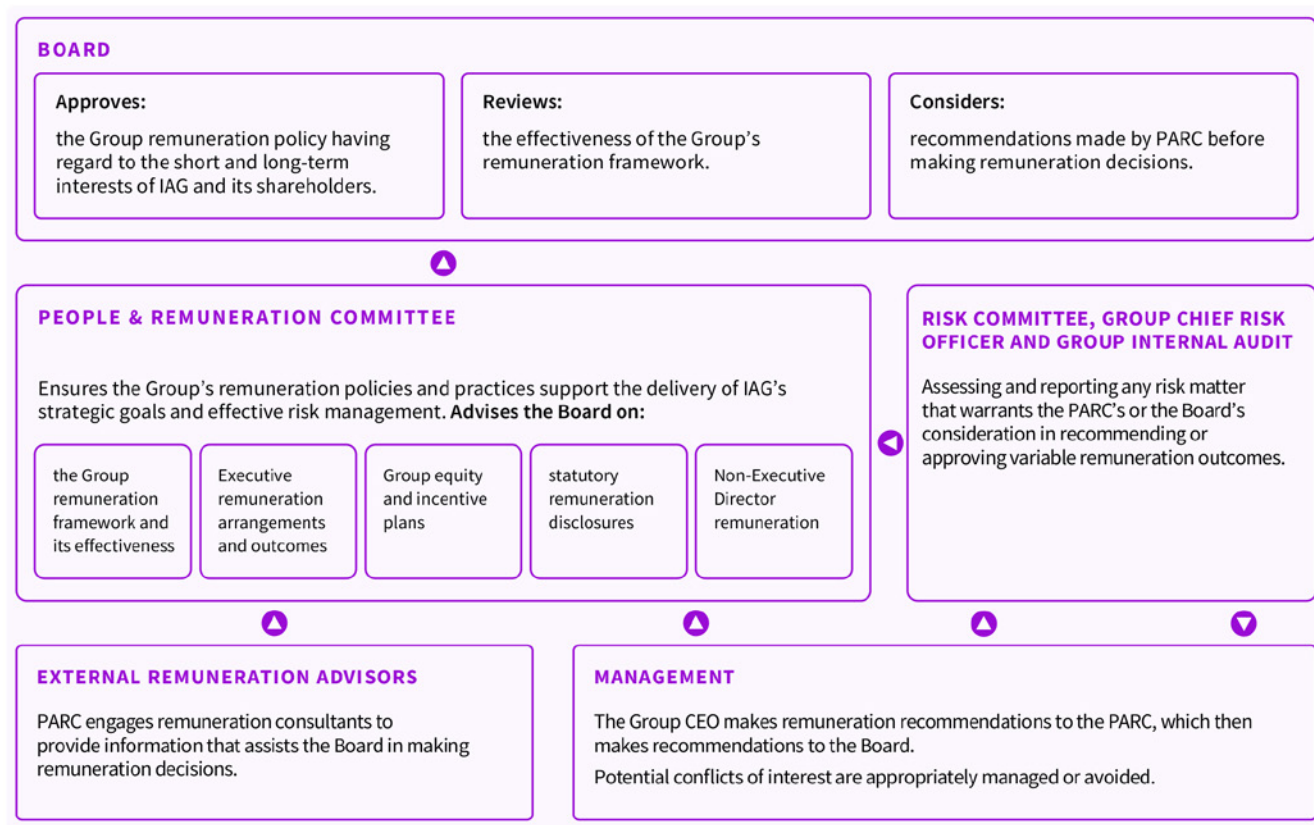 BOARD
Approves:
the Group remuneration policy having
regard to the short and long-term
interests of IAG and its shareholders.
Reviews:
the effectiveness of the Group’s
remuneration framework.
Considers:
recommendations made by PARC before
making remuneration decisions.
PEOPLE & REMUNERATION COMMITTEE
Ensures the Group’s remuneration policies and practices support the delivery of IAG’s
strategic goals and effective risk management. Advises the Board on:
the Group
remuneration
framework and
its effectiveness
Executive
remuneration
arrangements
and outcomes
Group equity
and incentive
plans
statutory
remuneration
disclosures
Non-Executive
Director
remuneration
RISK COMMITTEE, GROUP CHIEF RISK
OFFICER AND GROUP INTERNAL AUDIT
Assessing and reporting any risk matter
that warrants the PARC’s or the Board’s
consideration in recommending or
approving variable remuneration outcomes.
EXTERNAL REMUNERATION ADVISORS
PARC engages remuneration consultants to
provide information that assists the Board in making
remuneration decisions.
MANAGEMENT
The Group CEO makes remuneration recommendations to the PARC, which then
makes recommendations to the Board.
Potential conflicts of interest are appropriately managed or avoided.